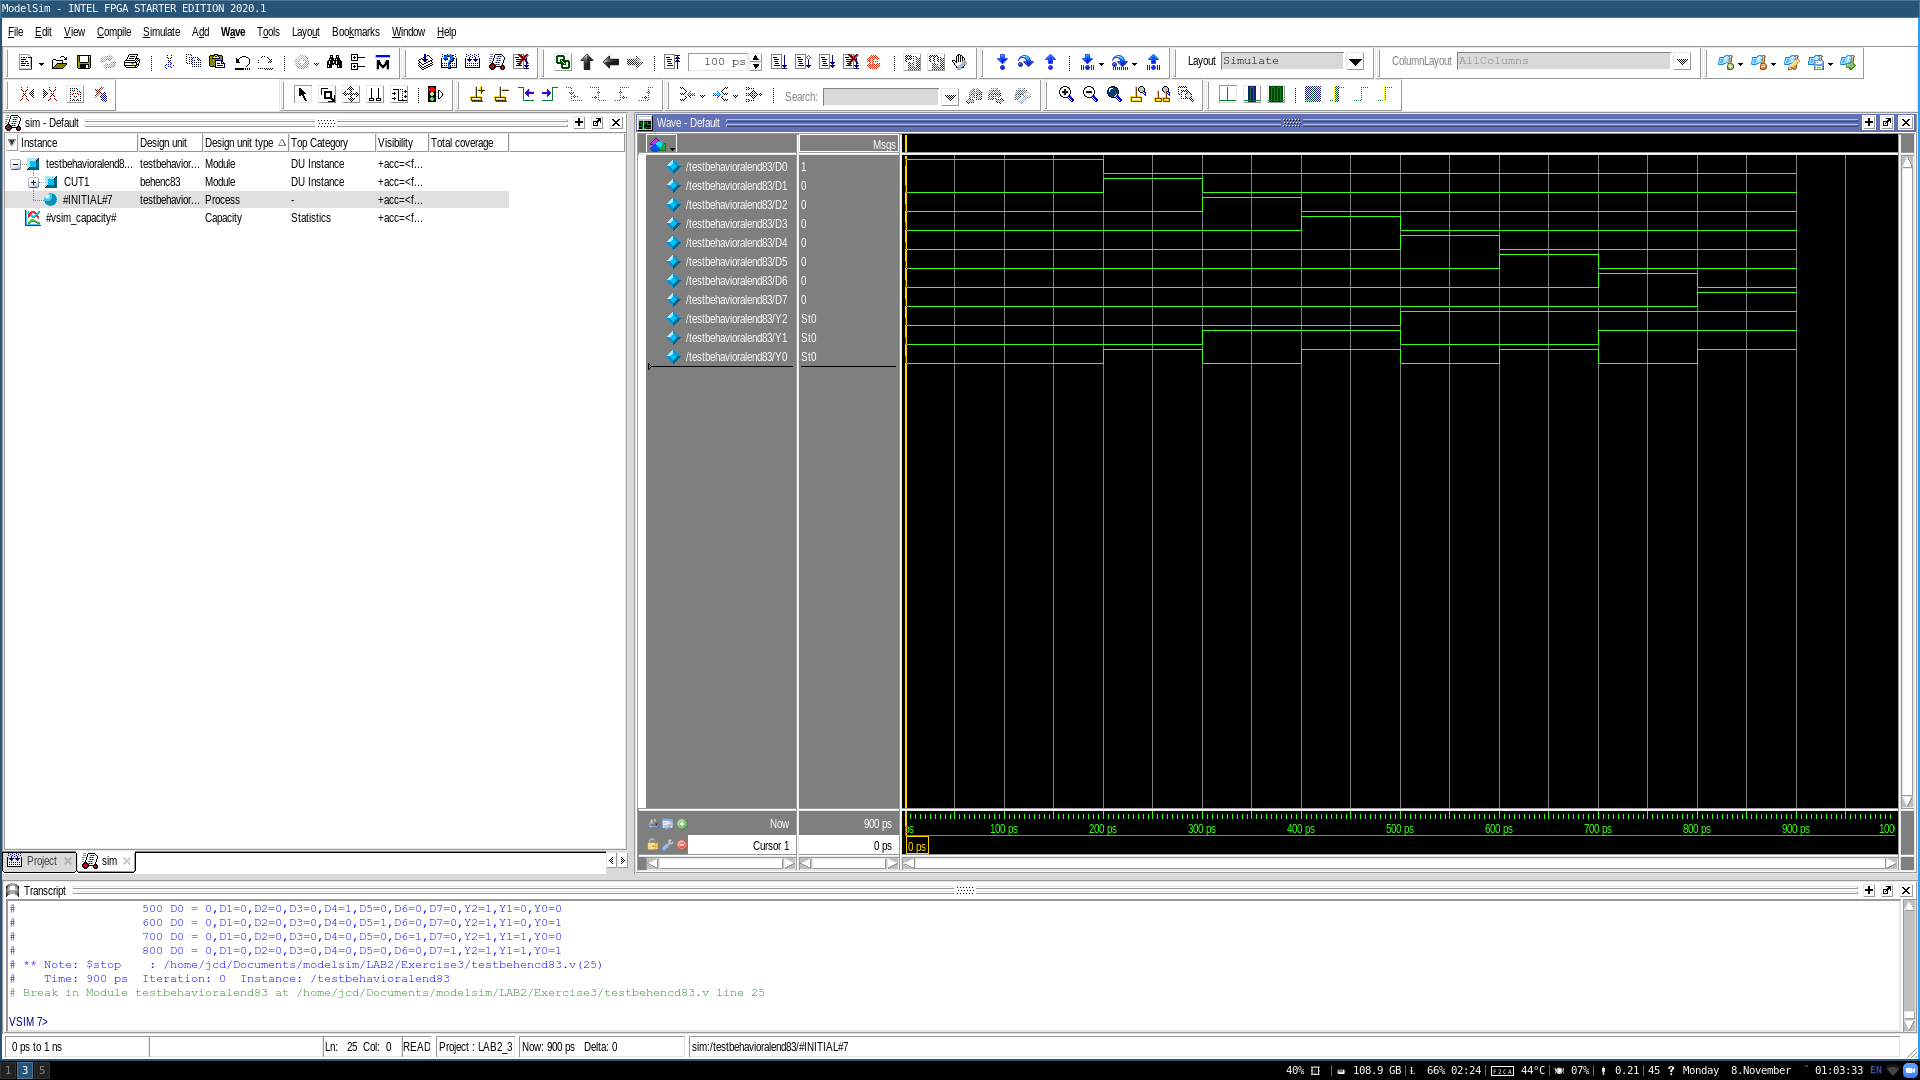 ModelSim - INTEL FPGA STARTER EDITION 2020.1
File Edit View Compile Simulate Add Wave Tools Layout Bookmarks Window Help
100 ps
Layout Simulate
ColumnLayout AllColumns
Search:
sim - Default
Instance Design unit Design unit type Top Category Visibility Total coverage
testbehavioralend8... testbehavior... Module DU Instance +acc=<f...
CUT1 behenc83 Module DU Instance +acc=<f...
#INITIAL#7 testbehavior... Process - +acc=<f...
#vsim_capacity# Capacity Statistics +acc=<f...
Project sim
Wave - Default
Msgs
/testbehavioralend83/D0 1
/testbehavioralend83/D1 0
/testbehavioralend83/D2 0
/testbehavioralend83/D3 0
/testbehavioralend83/D4 0
/testbehavioralend83/D5 0
/testbehavioralend83/D6 0
/testbehavioralend83/D7 0
/testbehavioralend83/Y2 St0
/testbehavioralend83/Y1 St0
/testbehavioralend83/Y0 St0
Now 900 ps
ps 100 ps 200 ps 300 ps 400 ps 500 ps 600 ps 700 ps 800 ps 900 ps 100
Cursor 1 0 ps
0 ps
Transcript
# 500 D0 = 0,D1=0,D2=0,D3=0,D4=1,D5=0,D6=0,D7=0,Y2=1,Y1=0,Y0=0
# 600 D0 = 0,D1=0,D2=0,D3=0,D4=0,D5=1,D6=0,D7=0,Y2=1,Y1=0,Y0=1
# 700 D0 = 0,D1=0,D2=0,D3=0,D4=0,D5=0,D6=1,D7=0,Y2=1,Y1=1,Y0=0
# 800 D0 = 0,D1=0,D2=0,D3=0,D4=0,D5=0,D6=0,D7=1,Y2=1,Y1=1,Y0=1
# ** Note: $stop : /home/jcd/Documents/modelsim/LAB2/Exercise3/testbehencd83.v(25)
# Time: 900 ps Iteration: 0 Instance: /testbehavioralend83
# Break in Module testbehavioralend83 at /home/jcd/Documents/modelsim/LAB2/Exercise3/testbehencd83.v line 25
VSIM 7>
0 ps to 1 ns Ln: 25 Col: 0 READ Project : LAB2_3 Now: 900 ps Delta: 0 sim:/testbehavioralend83/#INITIAL#7
1 3 5 40% 108.9 GB 66% 02:24 44°C 07% 0.21 45 ? Monday 8.November 01:03:33 EN